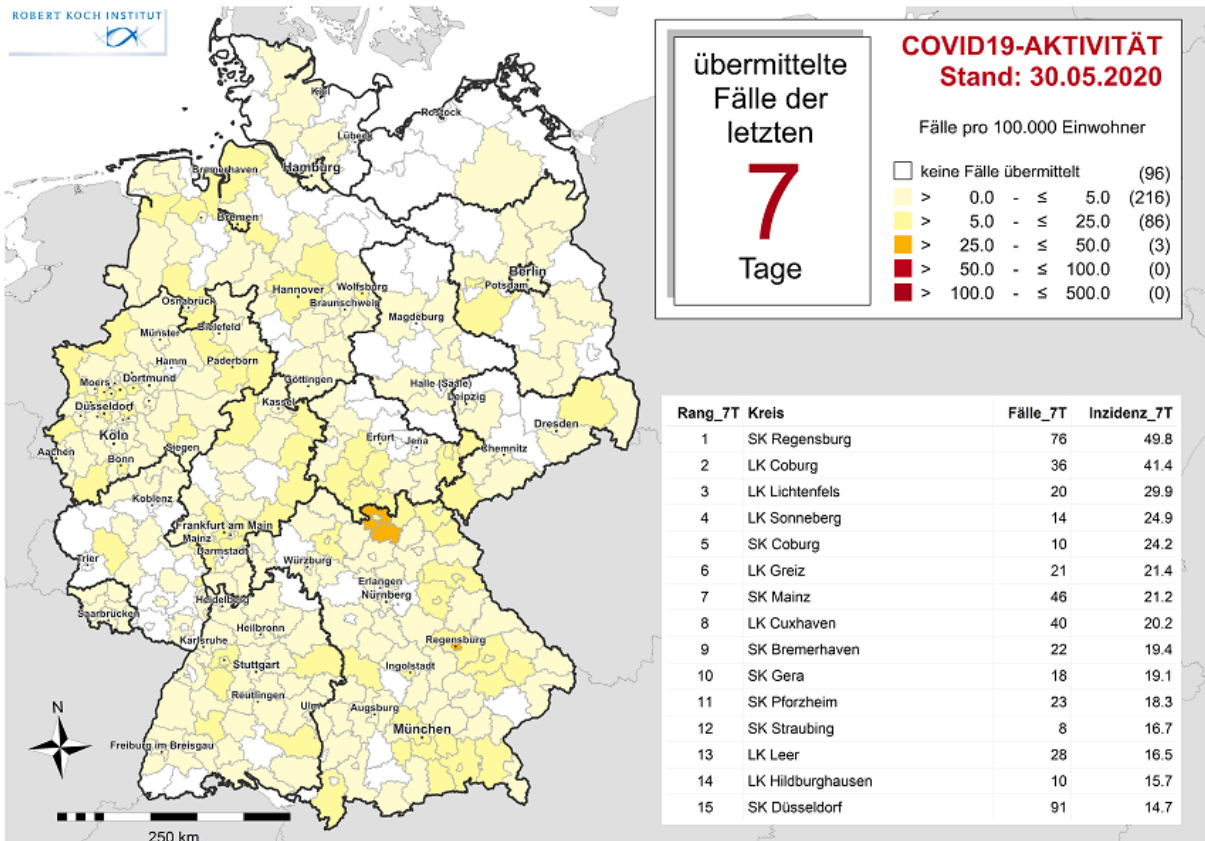 ROBERT KOCH INSTITUT
übermittelte
Fälle der
letzten
7
Tage
COVID19-AKTIVITÄT
Stand: 30.05.2020
Fälle pro 100.000 Einwohner
keine Fälle übermittelt (96)
> 0.0 - ≤ 5.0 (216)
> 5.0 - ≤ 25.0 (86)
> 25.0 - ≤ 50.0 (3)
> 50.0 - ≤ 100.0 (0)
> 100.0 - ≤ 500.0 (0)
Kiel
Rostock
Lübeck
Hamburg
Bremerhaven
Bremen
Berlin
Potsdam
Wolfsburg
Hannover
Braunschweig
Osnabrück
Magdeburg
Bielefeld
Münster
Hamm
Paderborn
Moers
Dortmund
Göttingen
Halle (Saale)
Leipzig
Kassel
Düsseldorf
Dresden
Köln
Erfurt
Jena
Chemnitz
Aachen
Bonn
Siegen
Koblenz
Frankfurt am Main
Mainz
Darmstadt
Trier
Würzburg
Erlangen
Nürnberg
Heidelberg
Saarbrücken
Heilbronn
Karlsruhe
Regensburg
Stuttgart
Ingolstadt
Reutlingen
Ulm
Augsburg
München
Freiburg im Breisgau
N
250 km
Rang_7T Kreis Fälle_7T Inzidenz_7T
1 SK Regensburg 76 49.8
2 LK Coburg 36 41.4
3 LK Lichtenfels 20 29.9
4 LK Sonneberg 14 24.9
5 SK Coburg 10 24.2
6 LK Greiz 21 21.4
7 SK Mainz 46 21.2
8 LK Cuxhaven 40 20.2
9 SK Bremerhaven 22 19.4
10 SK Gera 18 19.1
11 SK Pforzheim 23 18.3
12 SK Straubing 8 16.7
13 LK Leer 28 16.5
14 LK Hildburghausen 10 15.7
15 SK Düsseldorf 91 14.7